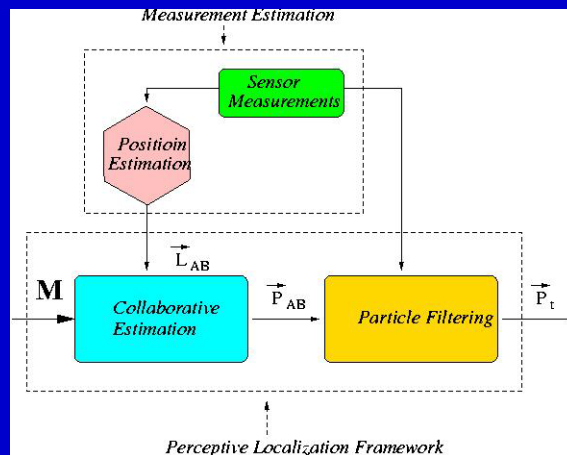 Measurement Estimation
Sensor
Measurements
Positioin
Estimation
L AB
M
Collaborative
Estimation
P AB
Particle Filtering
P t
Perceptive Localization Framework